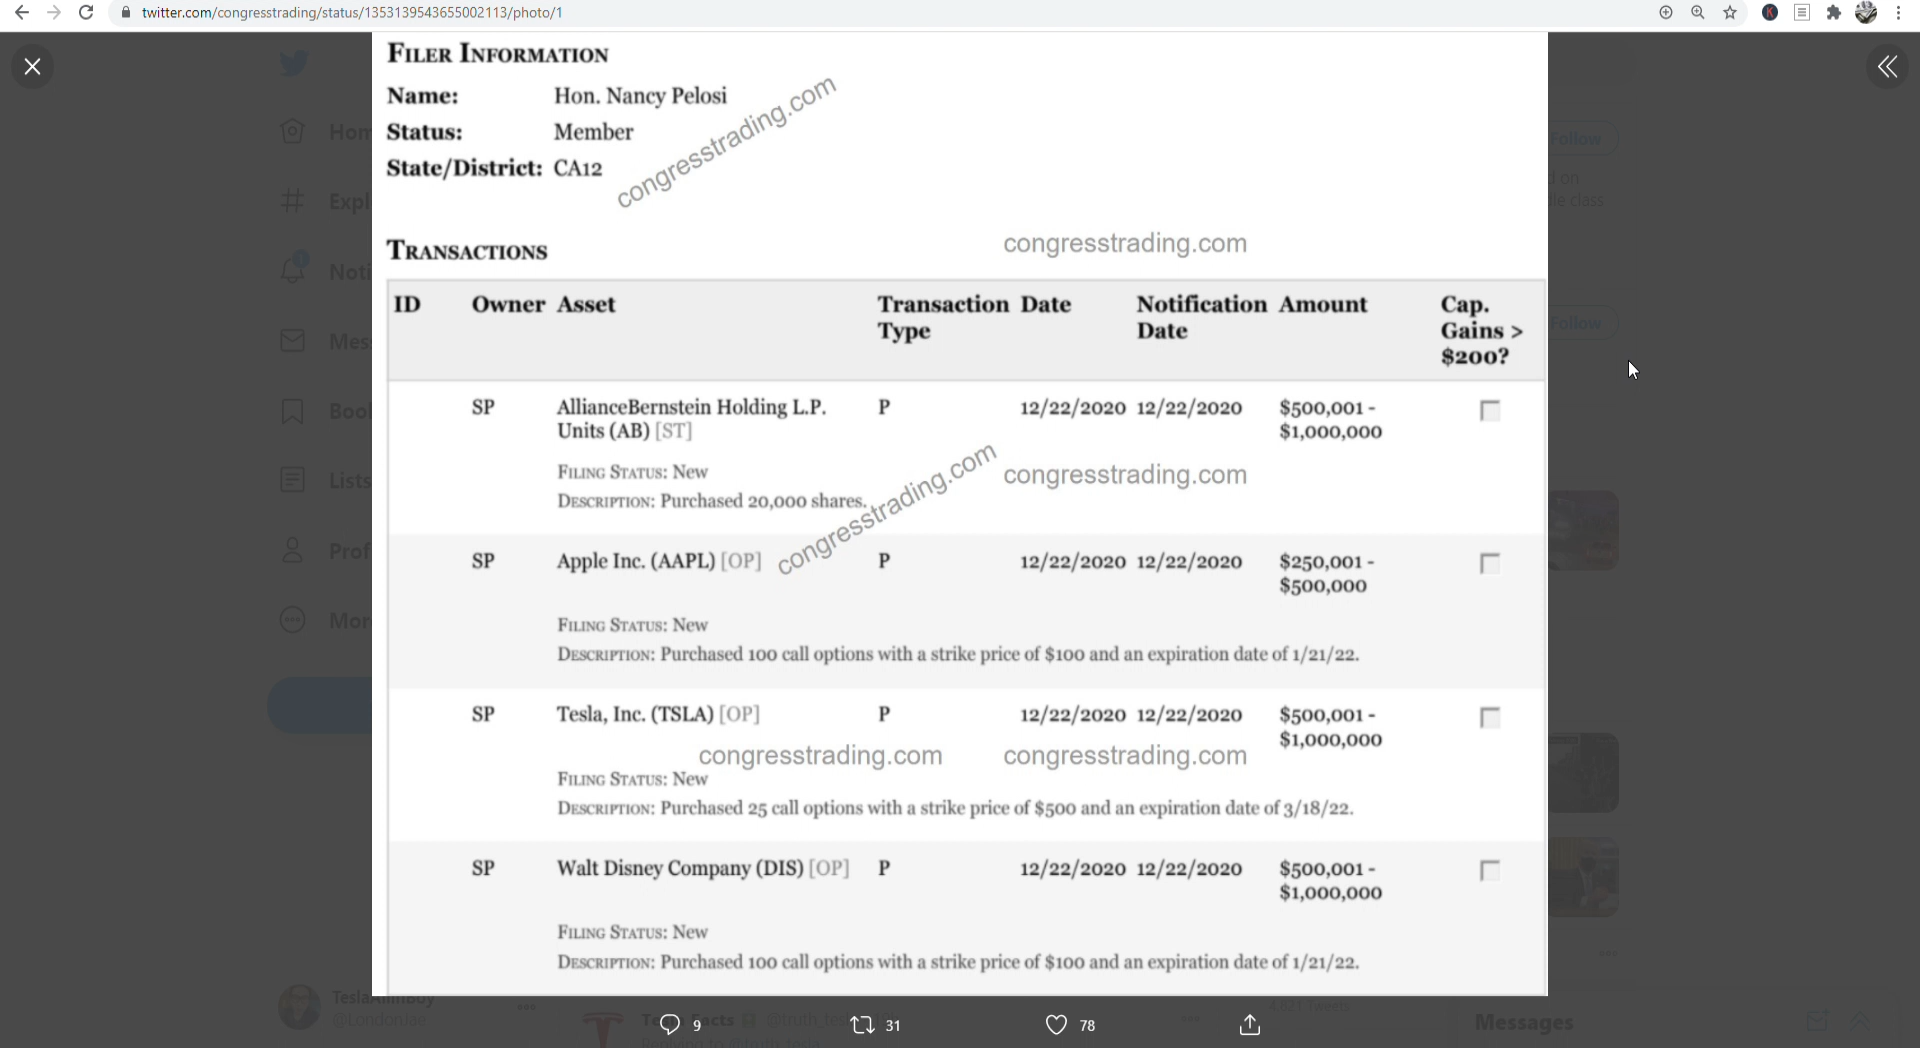 twitter.com/congresstrading/status/1353139543655002113/photo/1
FILER INFORMATION
Name: Hon. Nancy Pelosi
Status: Member
State/District: CA12
congresstrading.com
TRANSACTIONS
congresstrading.com
ID Owner Asset Transaction Type Date Notification Date Amount Cap. Gains > $200?
SP AllianceBernstein Holding L.P. P 12/22/2020 12/22/2020 $500,001 -
Units (AB) [ST] $1,000,000
FILING STATUS: New
congresstrading.com
DESCRIPTION: Purchased 20,000 shares.
congresstrading.com
SP Apple Inc. (AAPL) [OP] P 12/22/2020 12/22/2020 $250,001 -
$500,000
FILING STATUS: New
DESCRIPTION: Purchased 100 call options with a strike price of $100 and an expiration date of 1/21/22.
SP Tesla, Inc. (TSLA) [OP] P 12/22/2020 12/22/2020 $500,001 -
$1,000,000
congresstrading.com congresstrading.com
FILING STATUS: New
DESCRIPTION: Purchased 25 call options with a strike price of $500 and an expiration date of 3/18/22.
SP Walt Disney Company (DIS) [OP] P 12/22/2020 12/22/2020 $500,001 -
$1,000,000
FILING STATUS: New
DESCRIPTION: Purchased 100 call options with a strike price of $100 and an expiration date of 1/21/22.
Follow
Follow
Lists
9 31 78
@LondonJae
Messages